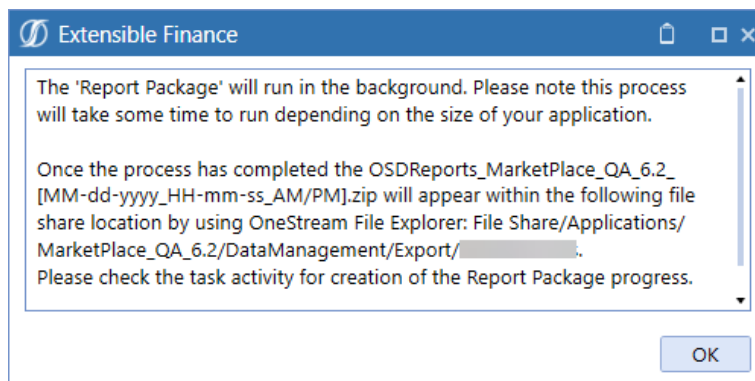 Extensible Finance
The 'Report Package' will run in the background. Please note this process
will take some time to run depending on the size of your application.
Once the process has completed the OSDReports_MarketPlace_QA_6.2_
[MM-dd-yyyy_HH-mm-ss_AM/PM].zip will appear within the following file
share location by using OneStream File Explorer: File Share/Applications/
MarketPlace_QA_6.2/DataManagement/Export/
Please check the task activity for creation of the Report Package progress.
OK